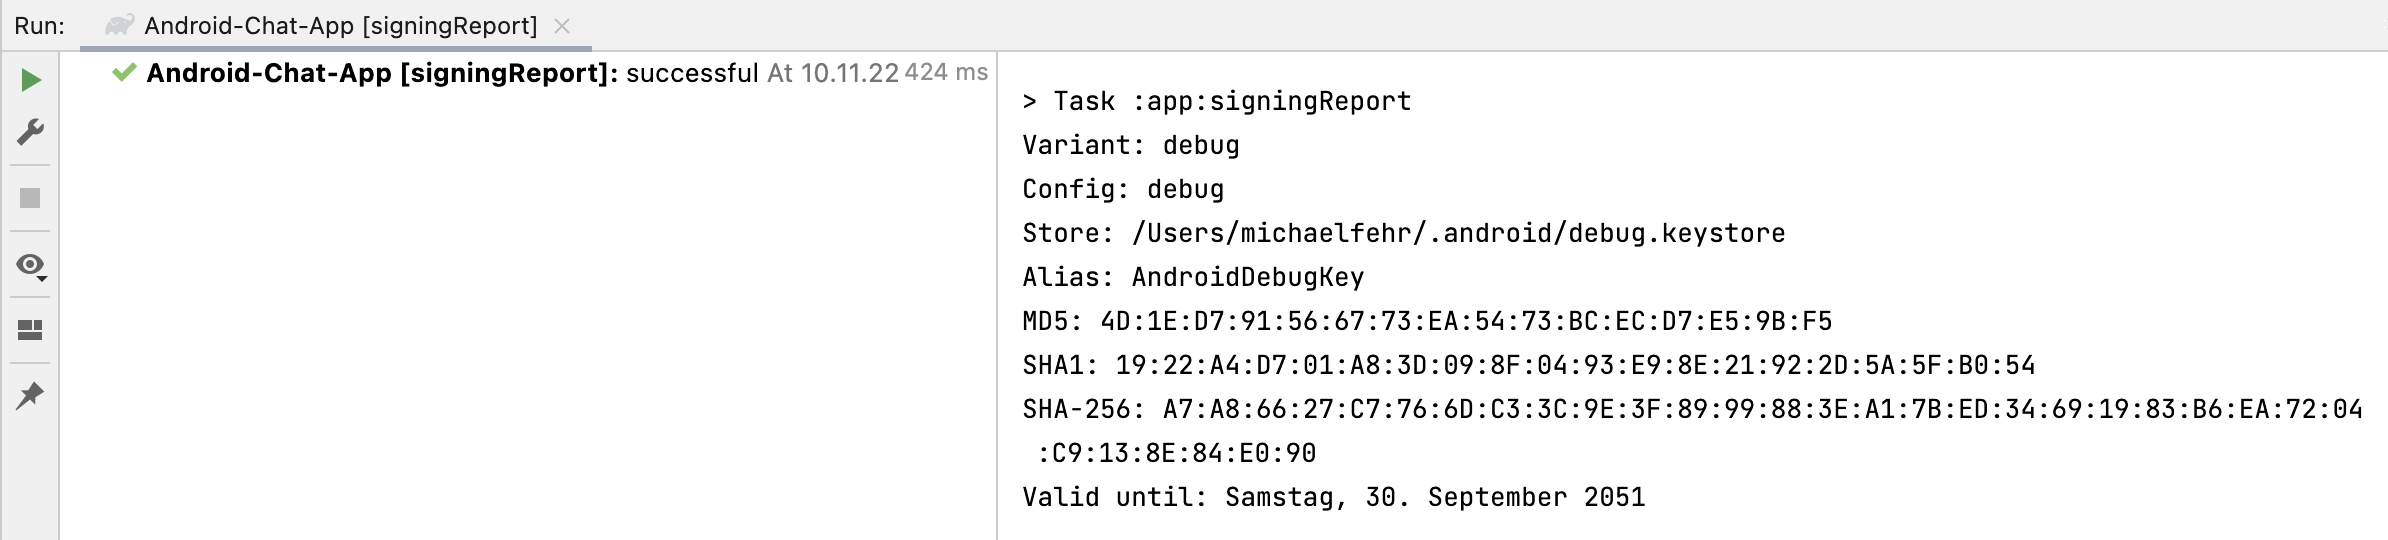 Run: Android-Chat-App [signingReport]
Android-Chat-App [signingReport]: successful At 10.11.22 424 ms
> Task :app:signingReport
Variant: debug
Config: debug
Store: /Users/michaelfehr/.android/debug.keystore
Alias: AndroidDebugKey
MD5: 4D:1E:D7:91:56:67:73:EA:54:73:BC:EC:D7:E5:9B:F5
SHA1: 19:22:A4:D7:01:A8:3D:09:8F:04:93:E9:8E:21:92:2D:5A:5F:B0:54
SHA-256: A7:A8:66:27:C7:76:6D:C3:3C:9E:3F:89:99:88:3E:A1:7B:ED:34:69:19:83:B6:EA:72:04
:C9:13:8E:84:E0:90
Valid until: Samstag, 30. September 2051